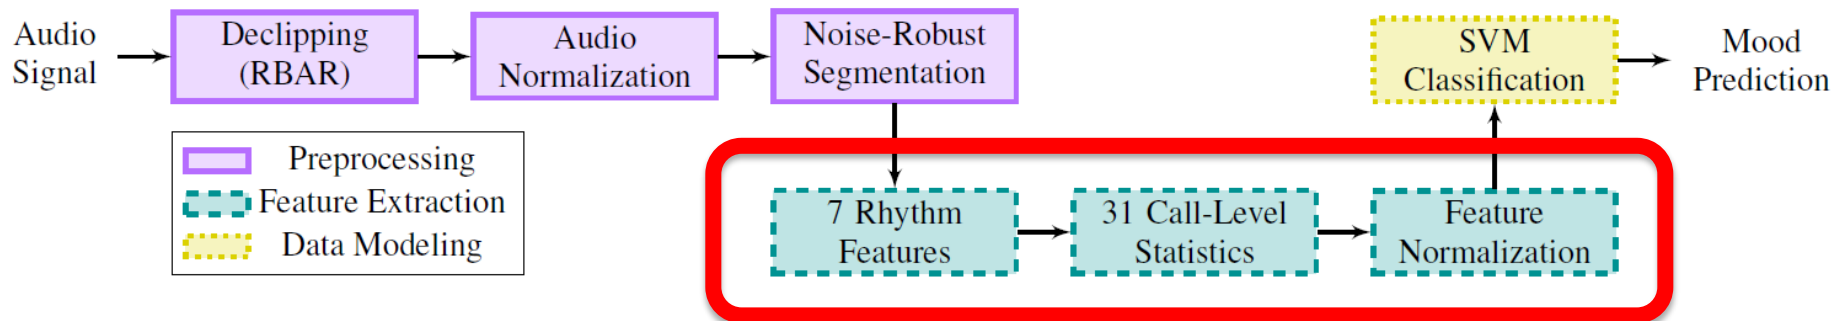 Audio
Signal
Declipping
(RBAR)
Audio
Normalization
Noise-Robust
Segmentation
SVM
Classification
Mood
Prediction
Preprocessing
Feature Extraction
Data Modeling
7 Rhythm
Features
31 Call-Level
Statistics
Feature
Normalization